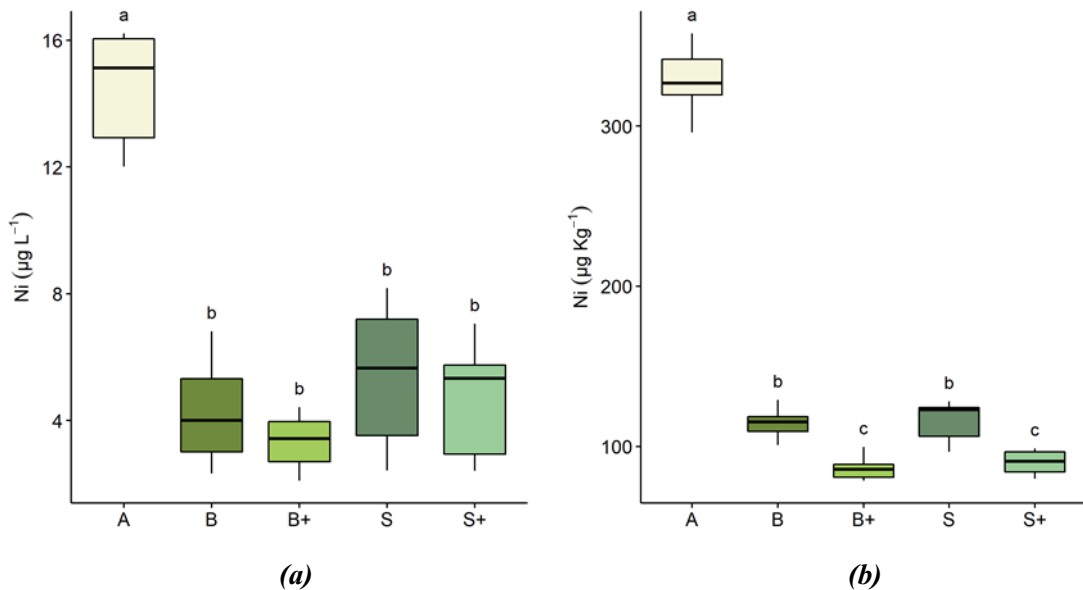 a
16
12
8
4
Ni (µg L⁻¹)
b
b
b
b
A B B+ S S+
(a)
a
300
200
100
Ni (µg Kg⁻¹)
b
c
b
c
A B B+ S S+
(b)